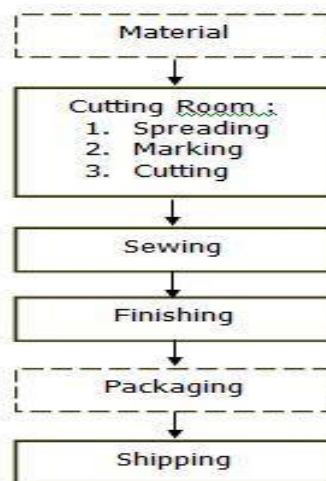 Material
Cutting Room :
1. Spreading
2. Marking
3. Cutting
Sewing
Finishing
Packaging
Shipping